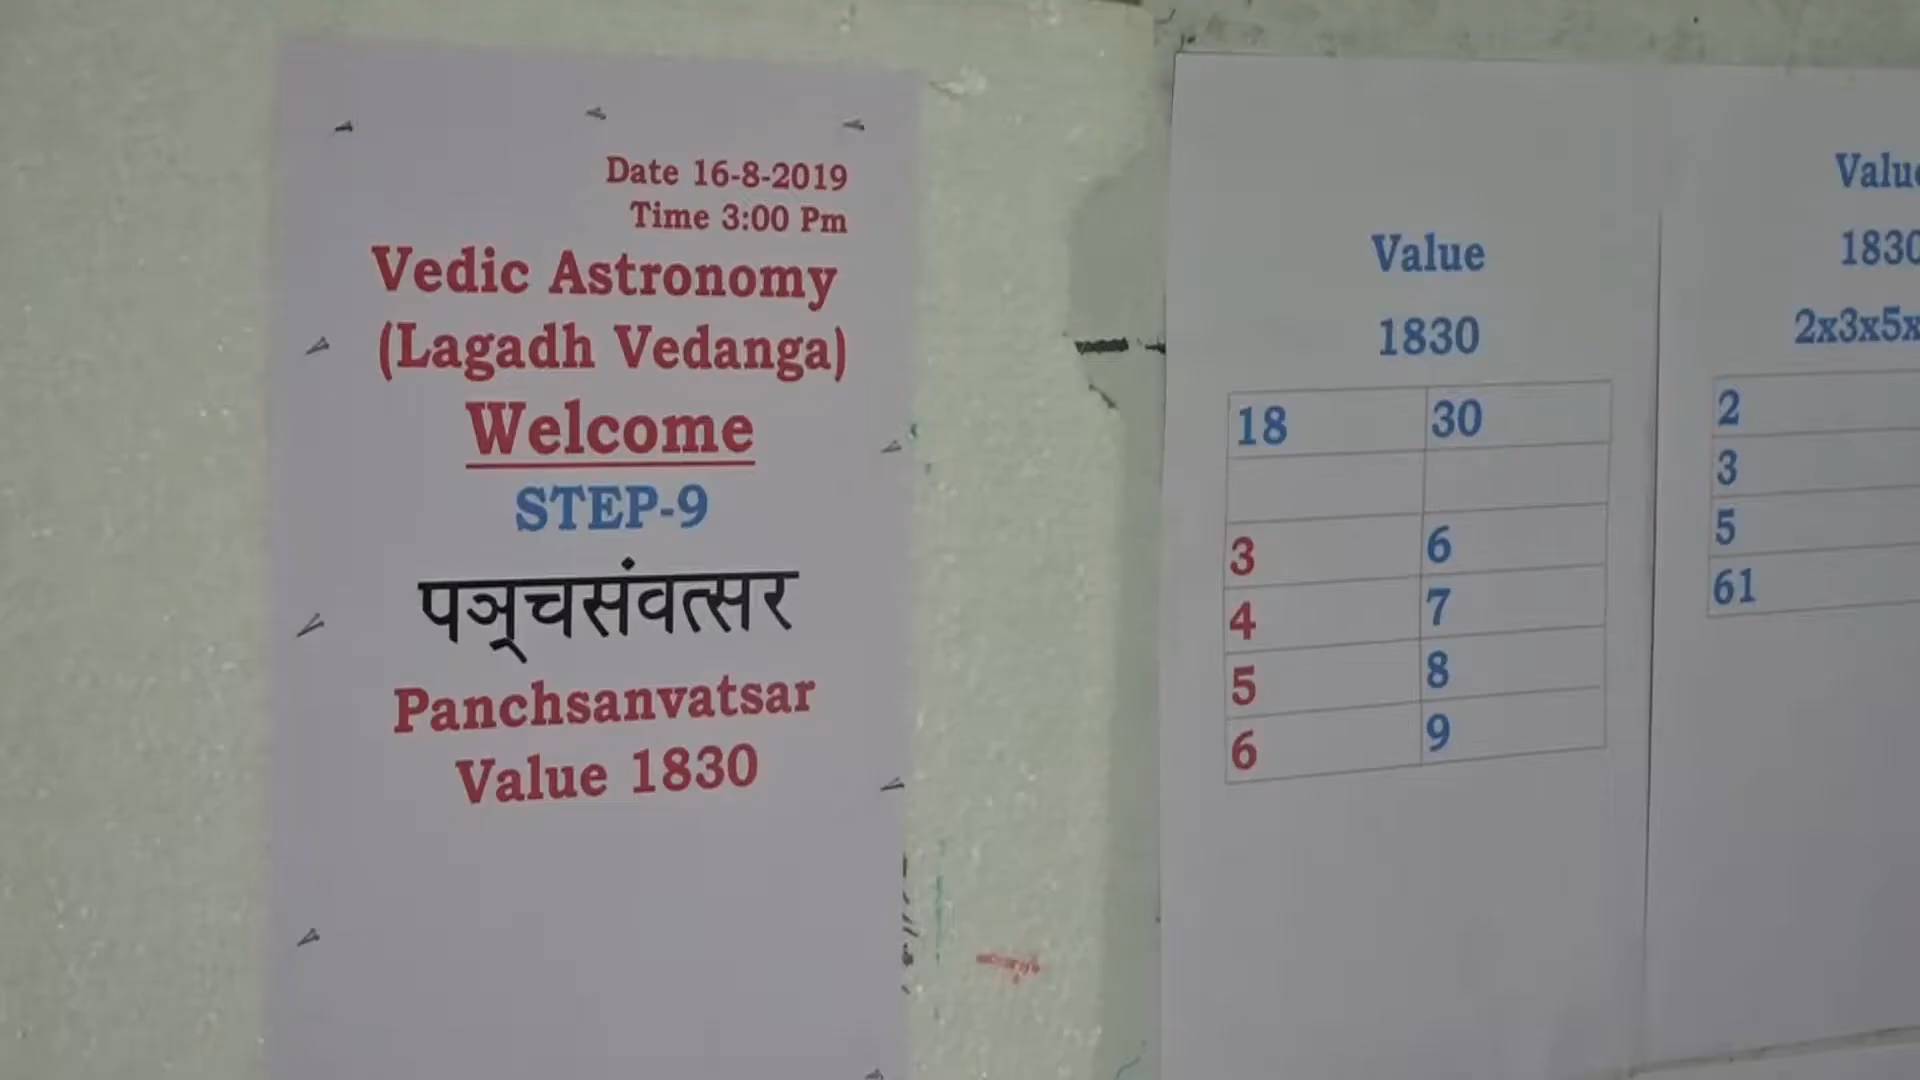 Date 16-8-2019
Time 3:00 Pm
Vedic Astronomy
(Lagadh Vedanga)
Welcome
STEP-9
पञ्चसंवत्सर
Panchsanvatsar
Value 1830
Value
1830
18 30
3 6
4 7
5 8
6 9
1830
2x3x5x
2
3
5
61